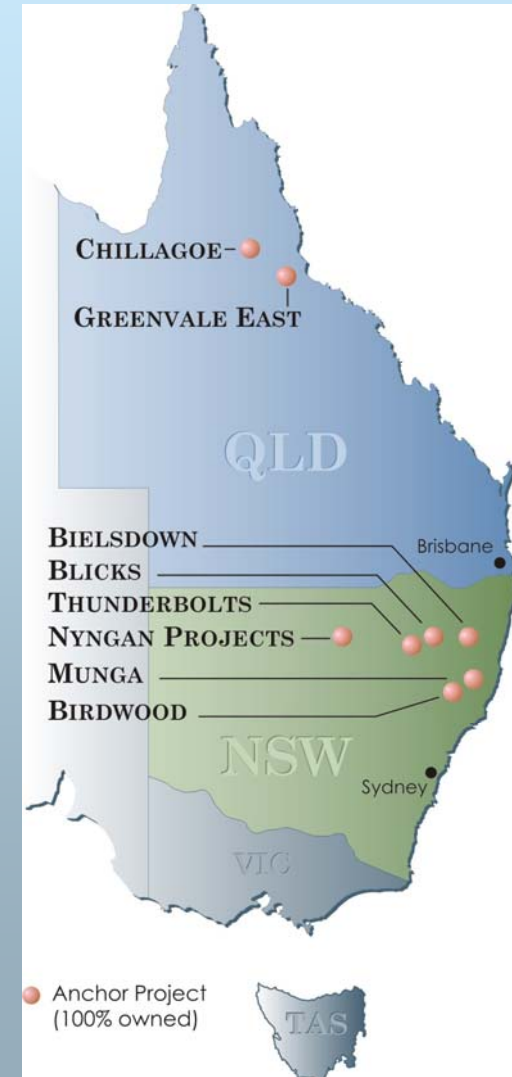 CHILLAGOE
GREENVALE EAST
QLD
BIELSDOWN
Brisbane
BLICKS
THUNDERBOLTS
NYNGAN PROJECTS
MUNGA
BIRDWOOD
NSW
Sydney
VIC
Anchor Project
(100% owned)
TAS